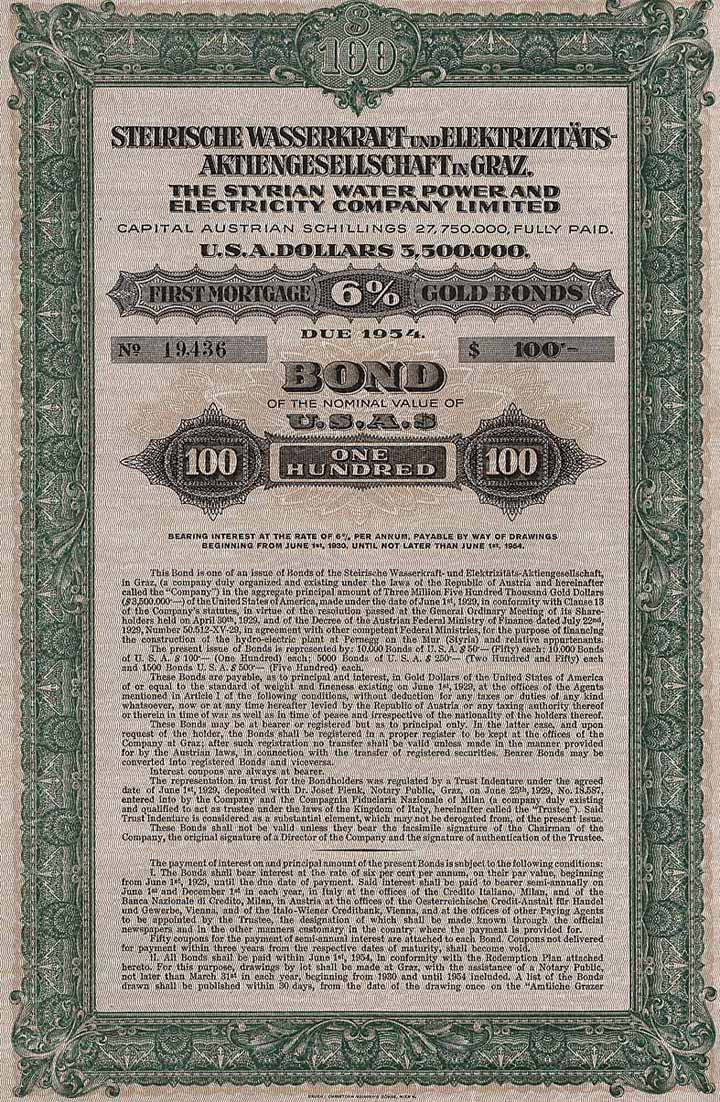 $
100
STEIRISCHE WASSERKRAFT UND ELEKTRIZITÄTS-
AKTIENGESELLSCHAFT IN GRAZ.
THE STYRIAN WATER POWER AND
ELECTRICITY COMPANY LIMITED
CAPITAL AUSTRIAN SCHILLINGS 27,750.000, FULLY PAID.
U.S.A. DOLLARS 3,500.000.
FIRST MORTGAGE 6% GOLD BONDS
DUE 1954.
No 19.436 $ 100·–
BOND
OF THE NOMINAL VALUE OF
U.S.A.$
100 ONE HUNDRED 100
BEARING INTEREST AT THE RATE OF 6%, PER ANNUM, PAYABLE BY WAY OF DRAWINGS
BEGINNING FROM JUNE 1st, 1930, UNTIL NOT LATER THAN JUNE 1st, 1954.
This Bond is one of an issue of Bonds of the Steirische Wasserkraft- und Elektrizitäts-Aktiengesellschaft,
in Graz, (a company duly organized and existing under the laws of the Republic of Austria and hereinafter
called the "Company") in the aggregate principal amount of Three Million Five Hundred Thousand Gold Dollars
($3,500.000·—) of the United States of America, made under the date of June 1st, 1929, in conformity with Clause 13
of the Company's statutes, in virtue of the resolution passed at the General Ordinary Meeting of its Share-
holders held on April 30th, 1929, and of the Decree of the Austrian Federal Ministry of Finance dated July 22nd
1929, Number 50.512-XV-29, in agreement with other competent Federal Ministries, for the purpose of financing
the construction of the hydro-electric plant at Pernegg on the Mur (Styria) and relative appurtenants.
The present issue of Bonds is represented by: 10.000 Bonds of U. S. A. $ 50·— (Fifty) each; 10.000 Bonds
of U. S. A. $ 100·— (One Hundred) each; 5000 Bonds of U. S. A. $ 250·— (Two Hundred and Fifty) each
and 1500 Bonds U. S. A. $ 500·— (Five Hundred) each.
These Bonds are payable, as to principal and interest, in Gold Dollars of the United States of America
of or equal to the standard of weight and fineness existing on June 1st, 1929, at the offices of the Agents
mentioned in Article I of the following conditions, without deduction for any taxes or duties of any kind
whatsoever, now or at any time hereafter levied by the Republic of Austria or any taxing authority thereof
or therein in time of war as well as in time of peace and irrespective of the nationality of the holders thereof.
These Bonds may be at bearer or registered but as to principal only. In the latter case, and upon
request of the holder, the Bonds shall be registered in a proper register to be kept at the offices of the
Company at Graz; after such registration no transfer shall be valid unless made in the manner provided
for by the Austrian laws, in connection with the transfer of registered securities. Bearer Bonds may be
converted into registered Bonds and viceversa.
Interest coupons are always at bearer.
The representation in trust for the Bondholders was regulated by a Trust Indenture under the agreed
date of June 1st, 1929, deposited with Dr. Josef Plenk, Notary Public, Graz, on June 25th, 1929, No. 18.587,
entered into by the Company and the Compagnia Fiduciaria Nazionale of Milan (a company duly existing
and qualified to act as trustee under the laws of the Kingdom of Italy, hereinafter called the "Trustee"). Said
Trust Indenture is considered as a substantial element, which may not be derogated from, of the present issue.
These Bonds shall not be valid unless they bear the facsimile signature of the Chairman of the
Company, the original signature of a Director of the Company and the signature of authentication of the Trustee.
The payment of interest on and principal amount of the present Bonds is subject to the following conditions:
I. The Bonds shall bear interest at the rate of six per cent per annum, on their par value, beginning
from June 1st, 1929, until the due date of payment. Said interest shall be paid to bearer semi-annually on
June 1st and December 1st in each year, in Italy at the offices of the Credito Italiano, Milan, and of the
Banca Nazionale di Credito, Milan, in Austria at the offices of the Oesterreichische Credit-Anstalt für Handel
und Gewerbe, Vienna, and of the Italo-Wiener Creditbank, Vienna, and at the offices of other Paying Agents
to be appointed by the Trustee, the designation of which shall be made known through the official
newspapers and in the other manners customary in the country where the payment is provided for.
Fifty coupons for the payment of semi-annual interest are attached to each Bond. Coupons not delivered
for payment within three years from the respective dates of maturity, shall become void.
II. All Bonds shall be paid within June 1st, 1954, in conformity with the Redemption Plan attached
hereto. For this purpose, drawings by lot shall be made at Graz, with the assistance of a Notary Public,
not later than March 31st in each year, beginning from 1930 and until 1954 included. A list of the Bonds
drawn shall be published within 30 days, from the date of the drawing once on the "Amtliche Grazer